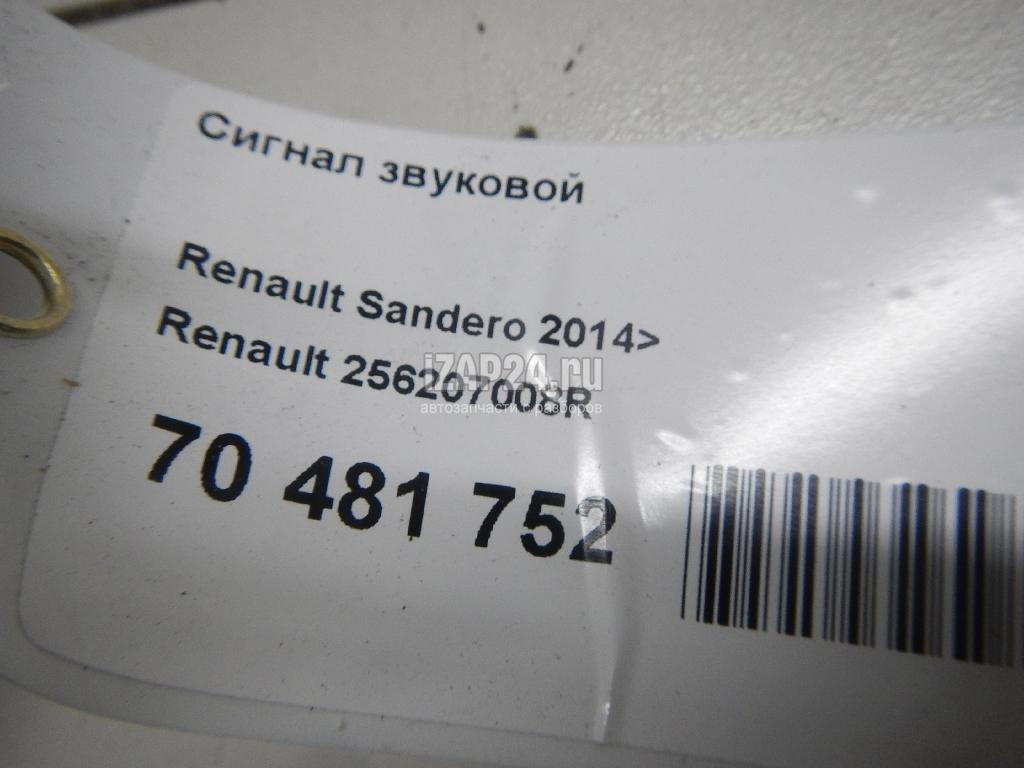 Сигнал звуковой
Renault Sandero 2014>
Renault 256207008R
iZAP24.ru
автозапчасти с разборов
70 481 752